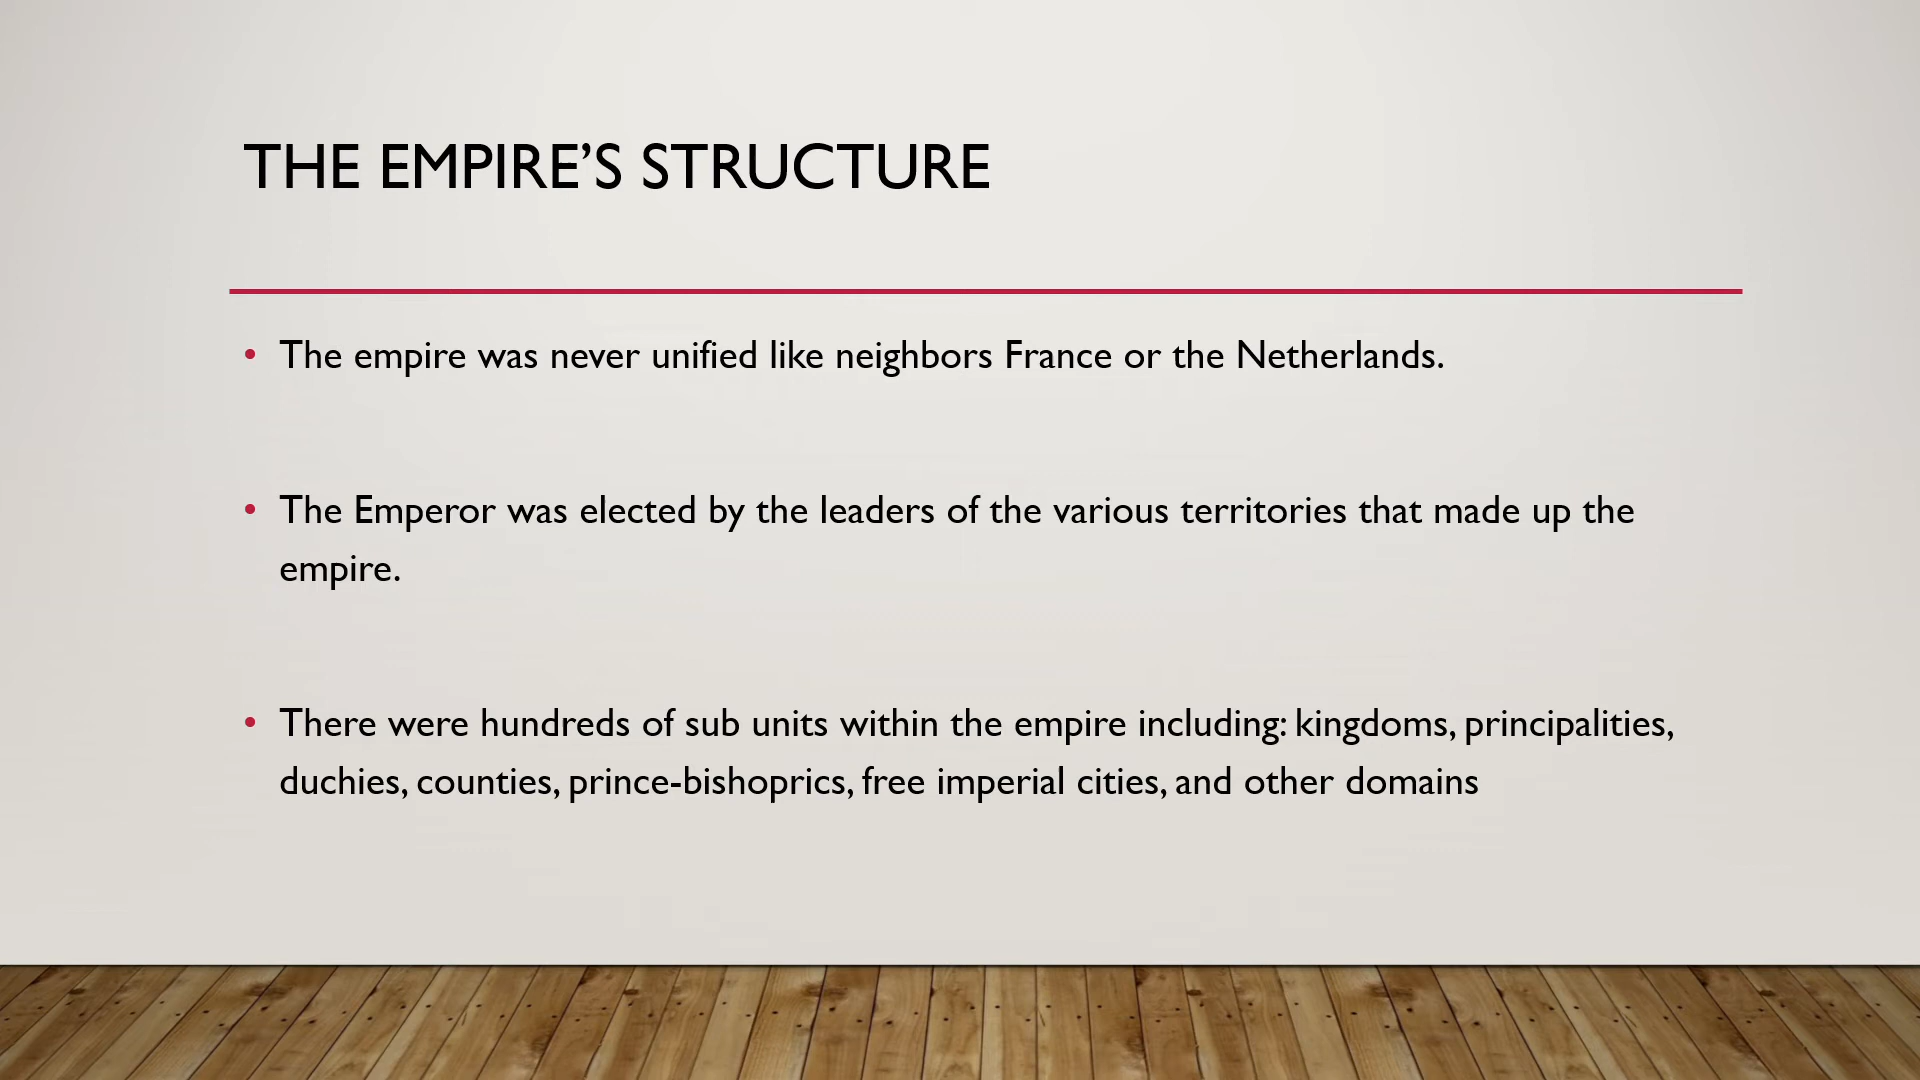 THE EMPIRE’S STRUCTURE
• The empire was never unified like neighbors France or the Netherlands.
• The Emperor was elected by the leaders of the various territories that made up the
empire.
• There were hundreds of sub units within the empire including: kingdoms, principalities,
duchies, counties, prince-bishoprics, free imperial cities, and other domains